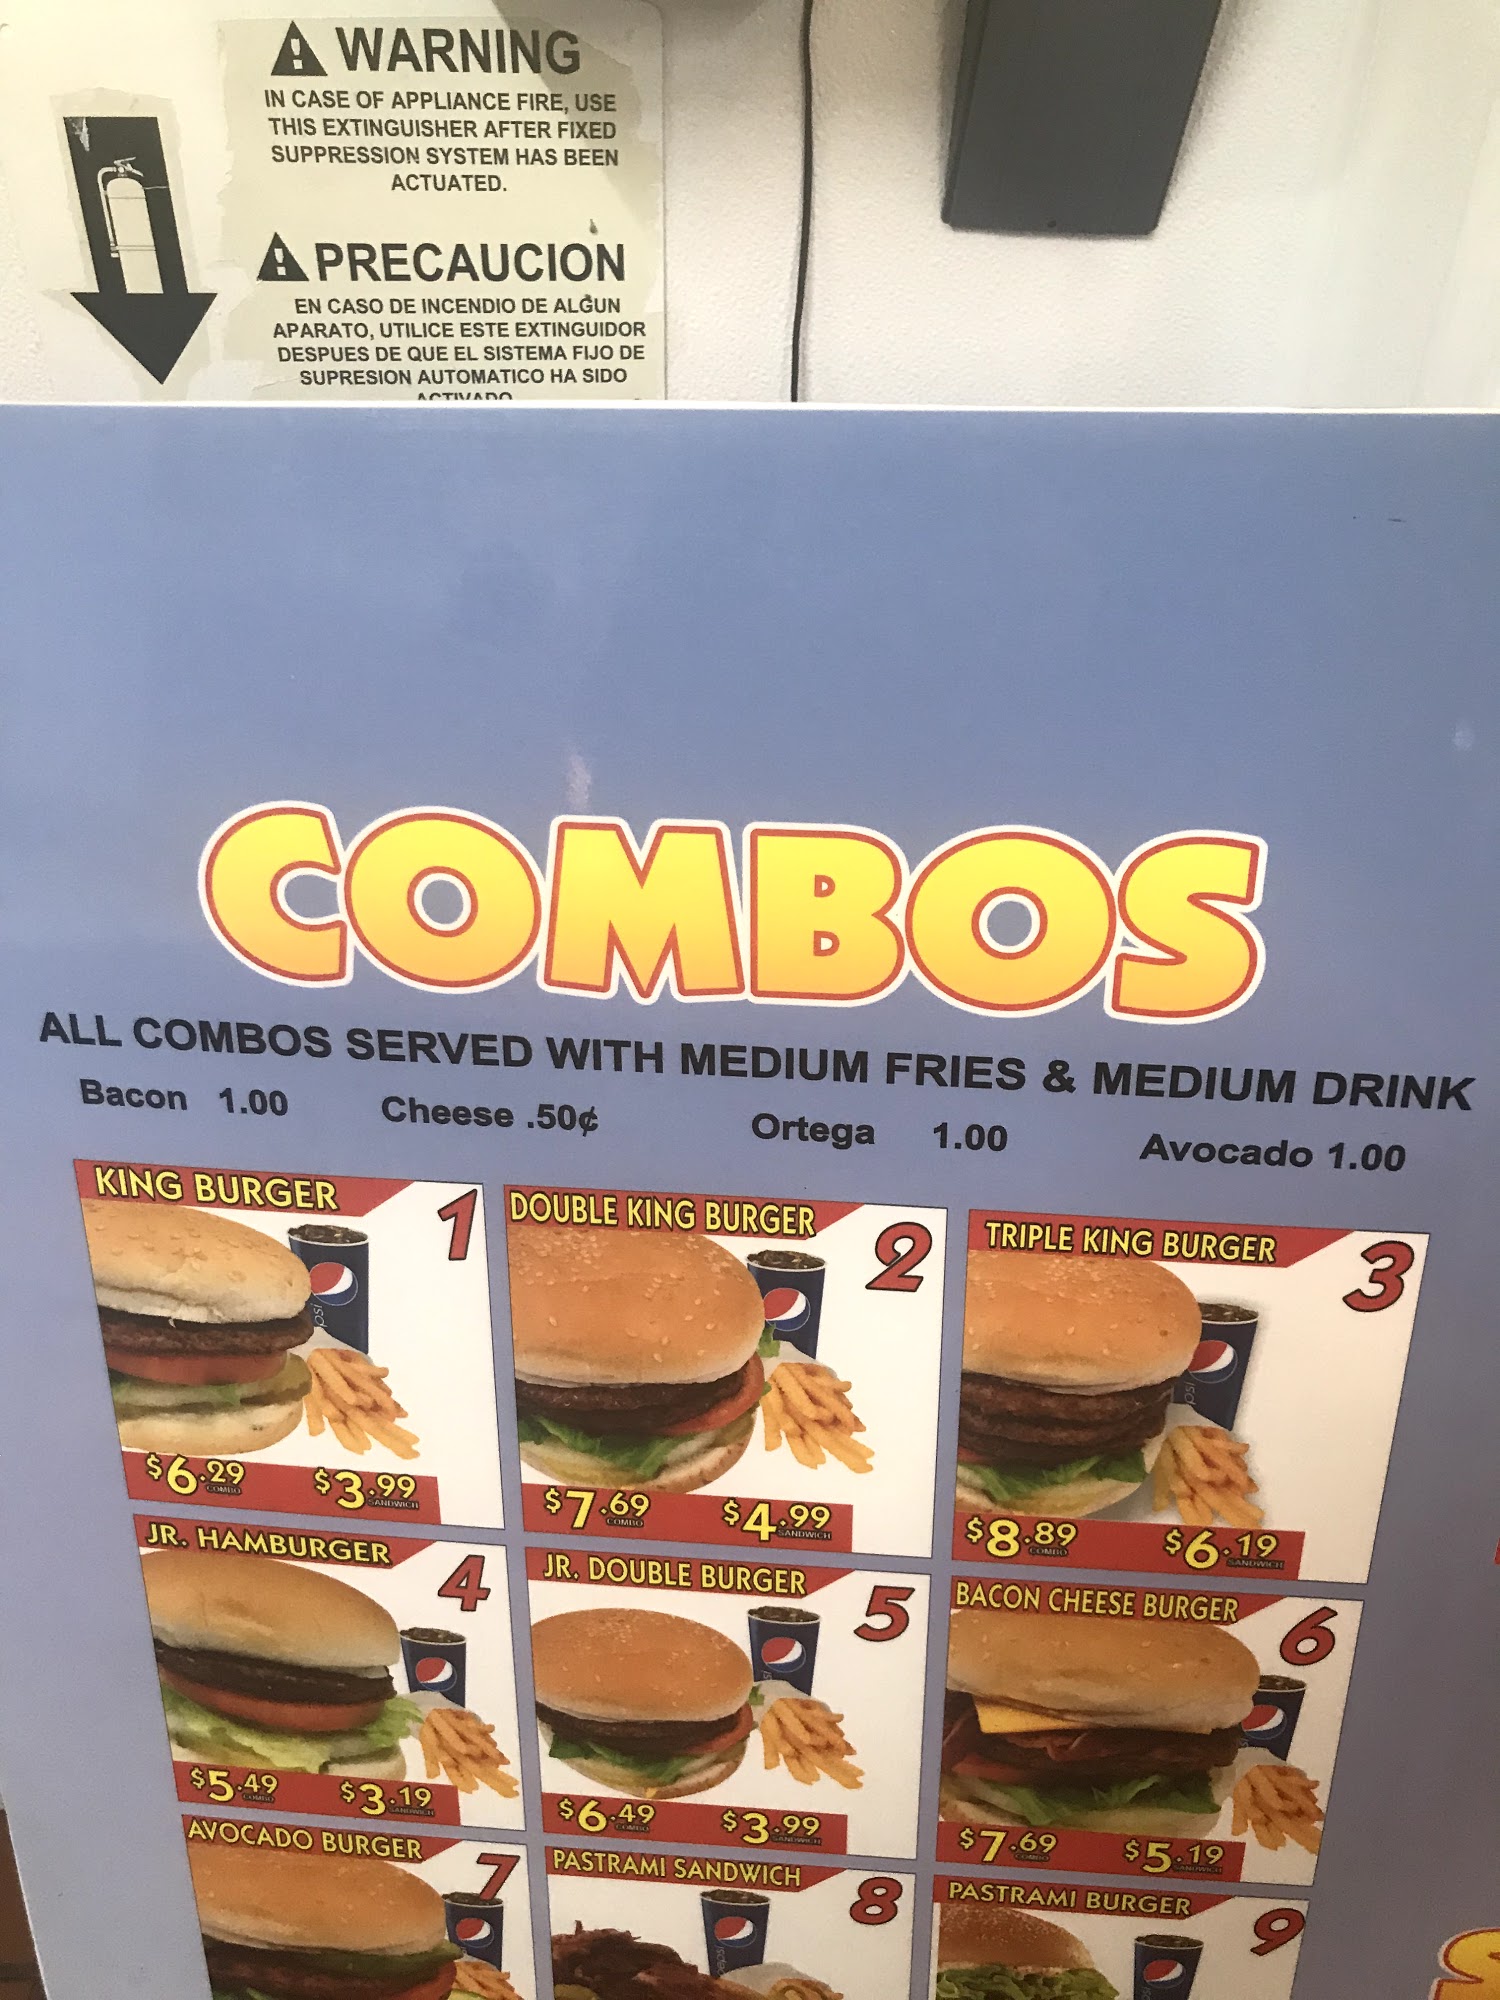 WARNING
IN CASE OF APPLIANCE FIRE, USE
THIS EXTINGUISHER AFTER FIXED
SUPPRESSION SYSTEM HAS BEEN
ACTUATED.
PRECAUCION
EN CASO DE INCENDIO DE ALGUN
APARATO, UTILICE ESTE EXTINGUIDOR
DESPUES DE QUE EL SISTEMA FIJO DE
SUPRESION AUTOMATICO HA SIDO
ACTIVADO
COMBOS
ALL COMBOS SERVED WITH MEDIUM FRIES & MEDIUM DRINK
Bacon 1.00 Cheese .50¢ Ortega 1.00 Avocado 1.00
KING BURGER 1
$6.29 COMBO $3.99 SANDWICH
DOUBLE KING BURGER 2
$7.69 COMBO $4.99 SANDWICH
TRIPLE KING BURGER 3
$8.89 COMBO $6.19 SANDWICH
JR. HAMBURGER 4
$5.49 COMBO $3.19 SANDWICH
JR. DOUBLE BURGER 5
$6.49 COMBO $3.99 SANDWICH
BACON CHEESE BURGER 6
$7.69 COMBO $5.19 SANDWICH
AVOCADO BURGER 7
PASTRAMI SANDWICH 8
PASTRAMI BURGER 9